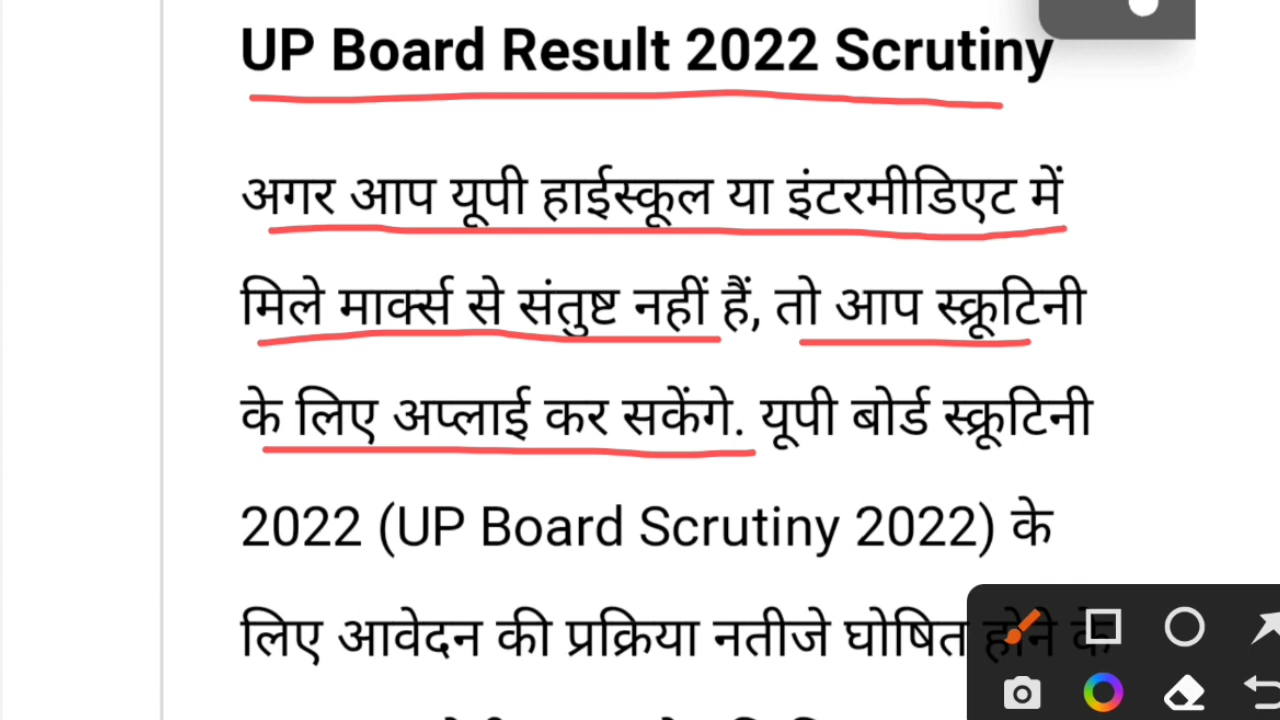 UP Board Result 2022 Scrutiny
अगर आप यूपी हाईस्कूल या इंटरमीडिएट में
मिले मार्क्स से संतुष्ट नहीं हैं, तो आप स्क्रूटिनी
के लिए अप्लाई कर सकेंगे. यूपी बोर्ड स्क्रूटिनी
2022 (UP Board Scrutiny 2022) के
लिए आवेदन की प्रक्रिया नतीजे घोषित होने के